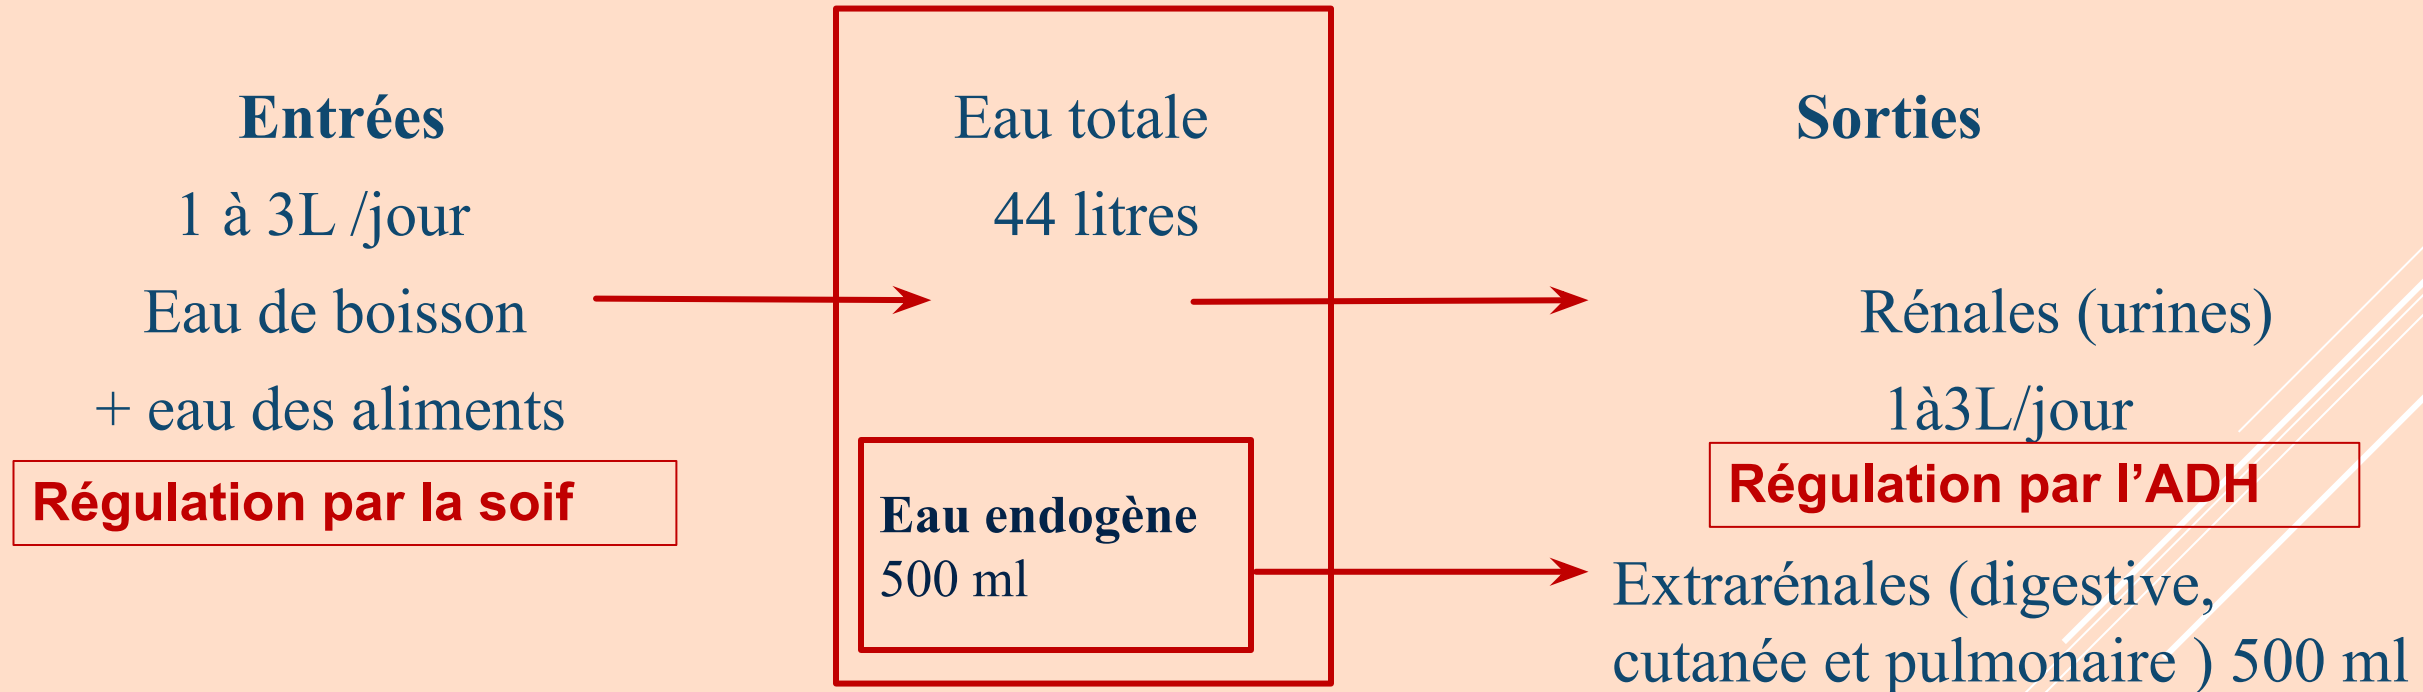 Entrées
1 à 3L /jour
Eau de boisson
+ eau des aliments
Régulation par la soif
Eau totale
44 litres
Eau endogène
500 ml
Sorties
Rénales (urines)
1à3L/jour
Régulation par l’ADH
Extrarénales (digestive,
cutanée et pulmonaire ) 500 ml